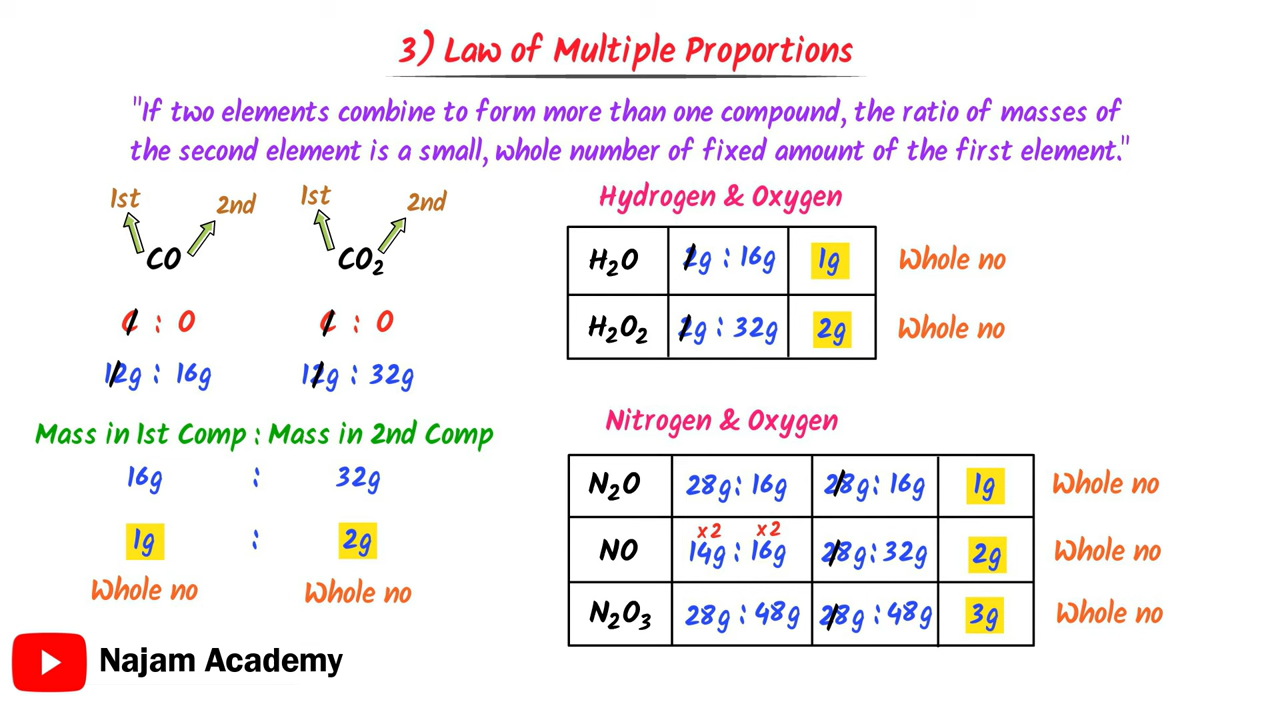 3) Law of Multiple Proportions
"If two elements combine to form more than one compound, the ratio of masses of
the second element is a small, whole number of fixed amount of the first element."
1st 2nd 1st 2nd
CO CO₂
C : O C : O
12g : 16g 12g : 32g
Mass in 1st Comp : Mass in 2nd Comp
16g : 32g
1g : 2g
Whole no Whole no
Hydrogen & Oxygen
H₂O 2g : 16g 1g Whole no
H₂O₂ 2g : 32g 2g Whole no
Nitrogen & Oxygen
N₂O 28g : 16g 28g : 16g 1g Whole no
x2 x2
NO 14g : 16g 28g : 32g 2g Whole no
N₂O₃ 28g : 48g 28g : 48g 3g Whole no
Najam Academy